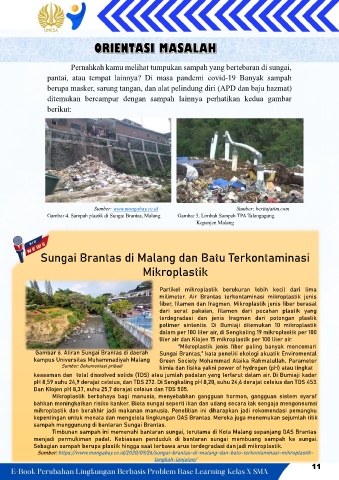 UNESA
ORIENTASI MASALAH
Pernahkah kamu melihat tumpukan sampah yang bertebaran di sungai,
pantai, atau tempat lainnya? Di masa pandemi covid-19 Banyak sampah
berupa masker, sarung tangan, dan alat pelindung diri (APD dan baju hazmat)
ditemukan bercampur dengan sampah lainnya perhatikan kedua gambar
berikut:
Sumber: www.mongabay.co.id
Gambar 4. Sampah plastik di Sungai Brantas, Malang.
Sumber: beritajatim.com
Gambar 5. Limbah Sampah TPA Talangagung
Kepanjen Malang
NEWS
Sungai Brantas di Malang dan Batu Terkontaminasi
Mikroplastik
Partikel mikroplastik berukuran lebih kecil dari lima
milimeter. Air Brantas terkontaminasi mikroplastik jenis
fiber, filamen dan fragmen. Mikroplastik jenis fiber berasal
dari serat pakaian, filamen dari pecahan plastik yang
terdegradasi dan jenis fragmen dari potongan plastik
polimer sintentis. Di Bumiaji ditemukan 10 mikroplastik
dalam per 100 liter air, di Sengkaling 19 mikroplastik per 100
liter air dan Klojen 15 mikroplastik per 100 liter air.
"Mikroplastik jenis fiber paling banyak mencemari
Sungai Brantas," kata peneliti ekologi akuatik Environmental
Green Society Mohammad Alaika Rahmatullah. Parameter
kimia dan fisika yakni power of hydrogen (pH) atau tingkat
Gambar 6. Aliran Sungai Brantas di daerah
kampus Universitas Muhammadiyah Malang
Sumber: Dokumentasi pribadi
keasaman dan total dissolved solids (TDS) atau jumlah padatan yang terlarut dalam air. Di Bumiaji kadar
pH 8,59 suhu 24,9 derajat celsius, dan TDS 272. Di Sengkaling pH 8,28, suhu 24,6 derajat celsius dan TDS 453.
Dan Klojen pH 8,37, suhu 25,7 derajat celsius dan TDS 505.
Mikroplastik berbahaya bagi manusia, menyebabkan gangguan hormon, gangguan sistem syaraf
bahkan meningkatkan risiko kanker. Biota sungai seperti ikan dan udang secara tak sengaja mengonsumsi
mikroplastik dan berakhir jadi makanan manusia. Penelitian ini diharapkan jadi rekomendasi pemangku
kepentingan untuk menata dan mengelola lingkungan DAS Brantas. Mereka juga menemukan sejumlah titik
sampah menggunung di bantaran Sungai Brantas.
Timbunan sampah ini memenuhi bantaran sungai, terutama di Kota Malang sepanjang DAS Brantas
menjadi permukiman padat. Kebiasaan penduduk di bantaran sungai membuang sampah ke sungai.
Sebagian sampah berupa plastik hingga saat terbawa arus terdegradasi dan jadi mikroplastik.
Sumber: https://www.mongabay.co.id/2020/09/26/sungai-brantas-di-malang-dan-batu-terkontaminasi-mikroplastik-
langkah-lanjutan/
E-Book Perubahan Lingkungan Berbasis Problem Base Learning Kelas X SMA
11